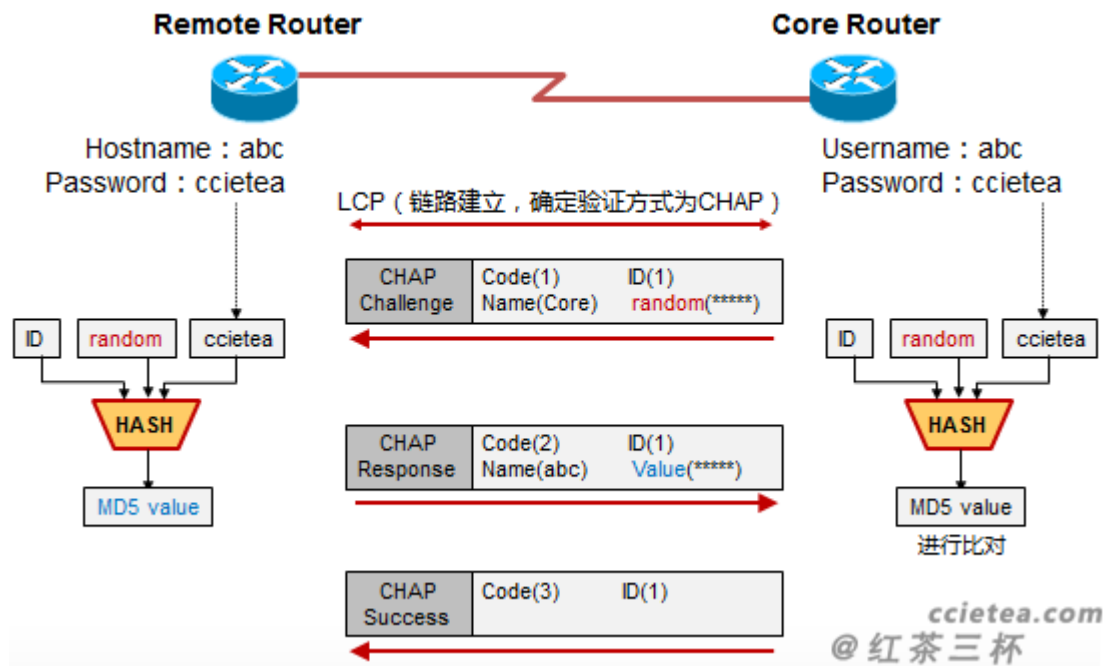 Remote Router
Core Router
Hostname：abc
Password：ccietea
Username：abc
Password：ccietea
LCP（链路建立，确定验证方式为CHAP）
CHAP Challenge
Code(1) ID(1)
Name(Core) random(*****)
ID random ccietea
HASH
MD5 value
ID random ccietea
HASH
MD5 value
进行比对
CHAP Response
Code(2) ID(1)
Name(abc) Value(*****)
CHAP Success
Code(3) ID(1)
ccietea.com
@红茶三杯